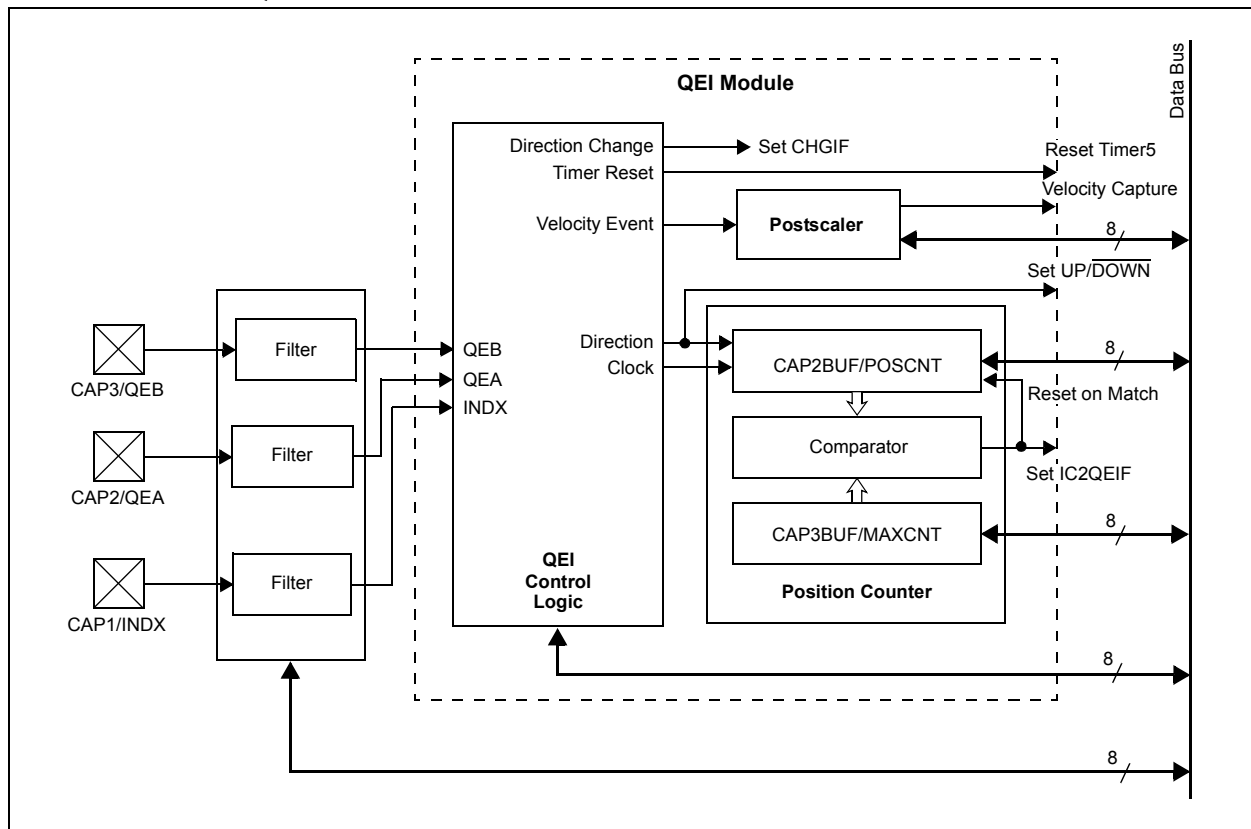 QEI Module
Data Bus
Direction Change
Set CHGIF
Timer Reset
Reset Timer5
Velocity Capture
Velocity Event
Postscaler
8
Set UP/DOWN
CAP3/QEB
Filter
QEB
Direction
Clock
CAP2BUF/POSCNT
8
QEA
Reset on Match
INDX
CAP2/QEA
Filter
Comparator
Set IC2QEIF
CAP3BUF/MAXCNT
8
CAP1/INDX
Filter
QEI
Control
Logic
Position Counter
8
8